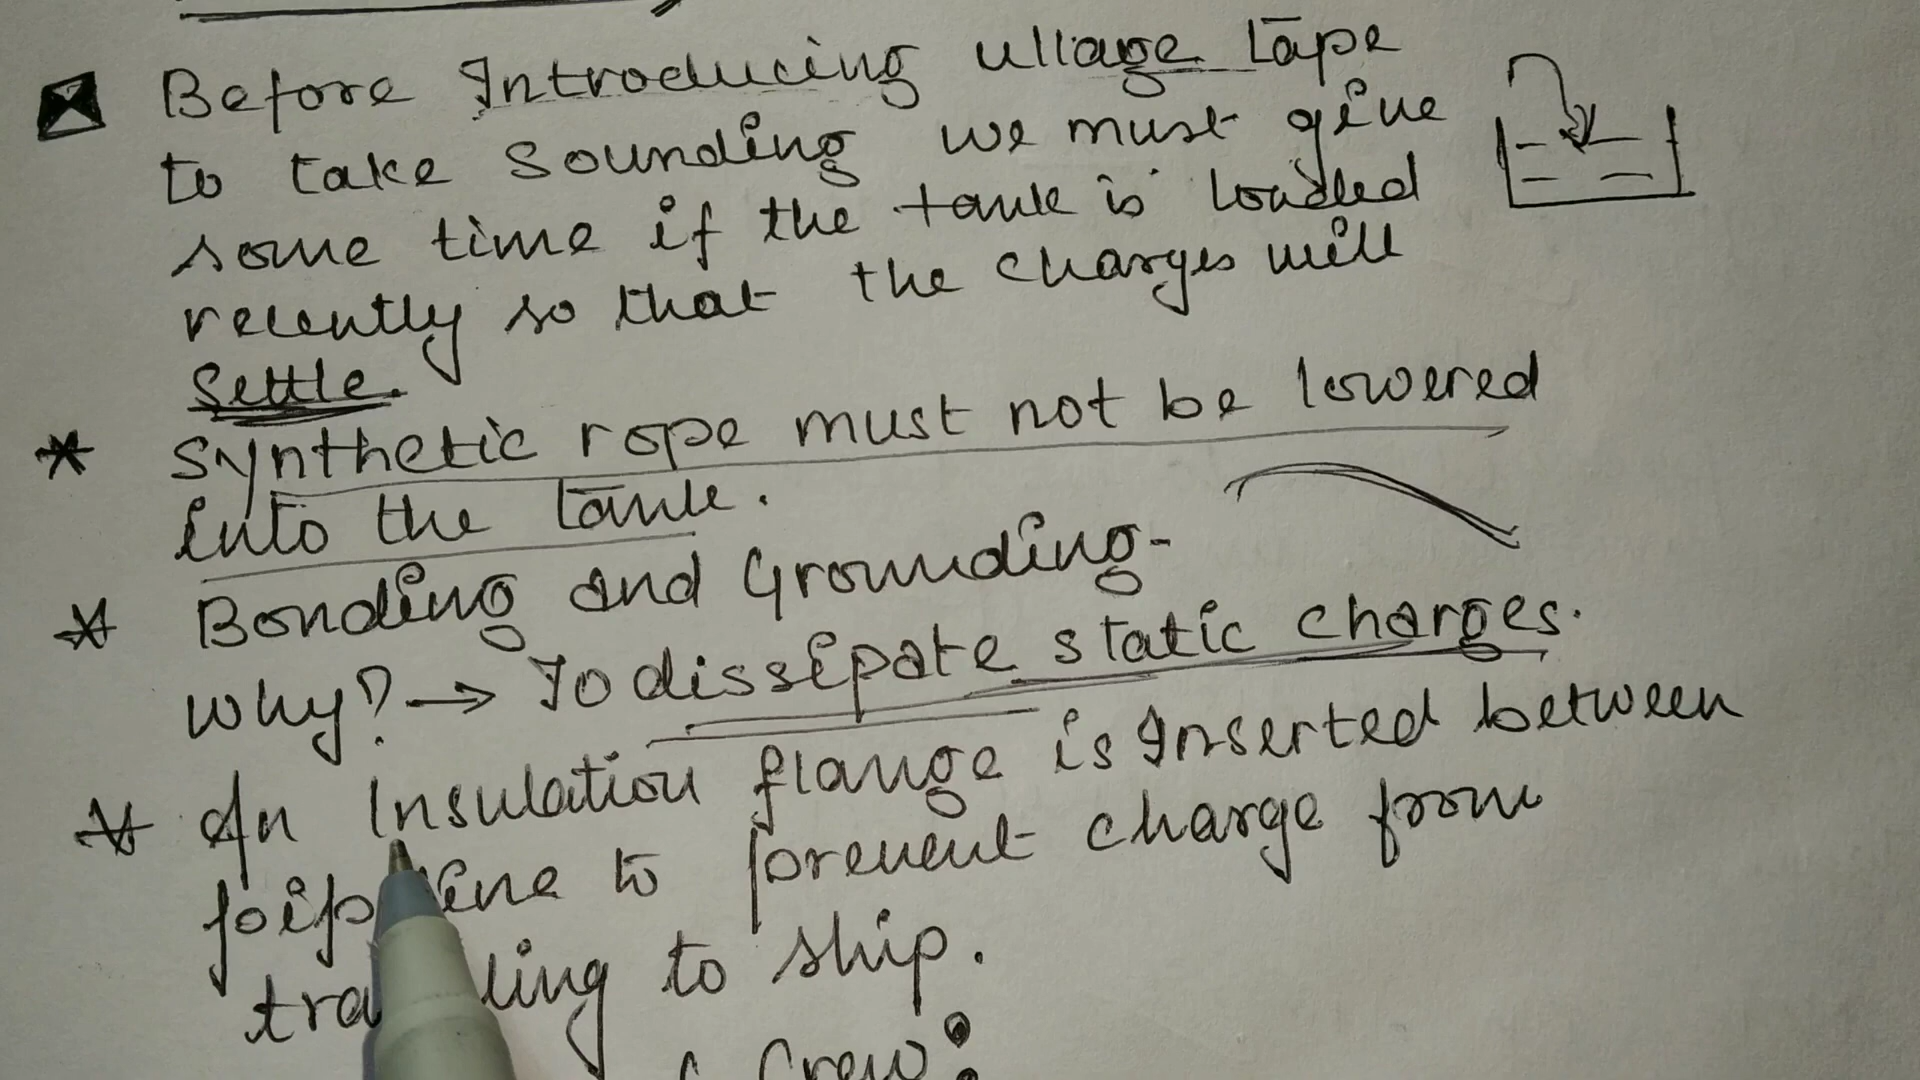 Before Introducing ullage tape
to take sounding we must give
some time if the tank is loaded
recently so that the charges will
settle.
* synthetic rope must not be lowered
into the tank.
* Bonding and Grounding-
why? → To dissipate static charges.
* An Insulation flange is Inserted between
to prevent charge from
to ship.
Crew: